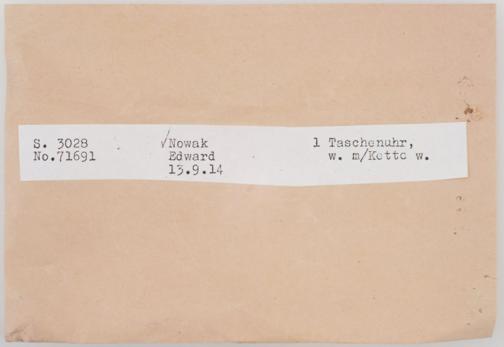 S. 3028 √Nowak 1 Taschenuhr,
No.71691 Edward w. m/Kette w.
13.9.14